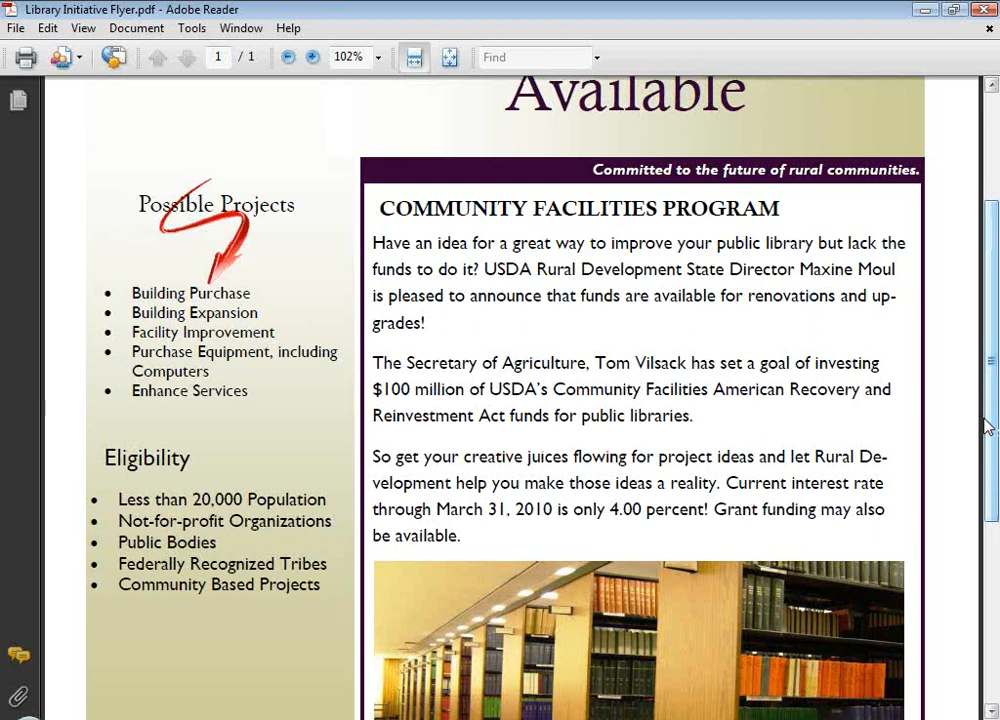 Library Initiative Flyer.pdf - Adobe Reader
File Edit View Document Tools Window Help
1 / 1 102% Find
Available
Committed to the future of rural communities.
Possible Projects
• Building Purchase
• Building Expansion
• Facility Improvement
• Purchase Equipment, including
Computers
• Enhance Services
Eligibility
• Less than 20,000 Population
• Not-for-profit Organizations
• Public Bodies
• Federally Recognized Tribes
• Community Based Projects
COMMUNITY FACILITIES PROGRAM
Have an idea for a great way to improve your public library but lack the
funds to do it? USDA Rural Development State Director Maxine Moul
is pleased to announce that funds are available for renovations and up-
grades!
The Secretary of Agriculture, Tom Vilsack has set a goal of investing
$100 million of USDA's Community Facilities American Recovery and
Reinvestment Act funds for public libraries.
So get your creative juices flowing for project ideas and let Rural De-
velopment help you make those ideas a reality. Current interest rate
through March 31, 2010 is only 4.00 percent! Grant funding may also
be available.